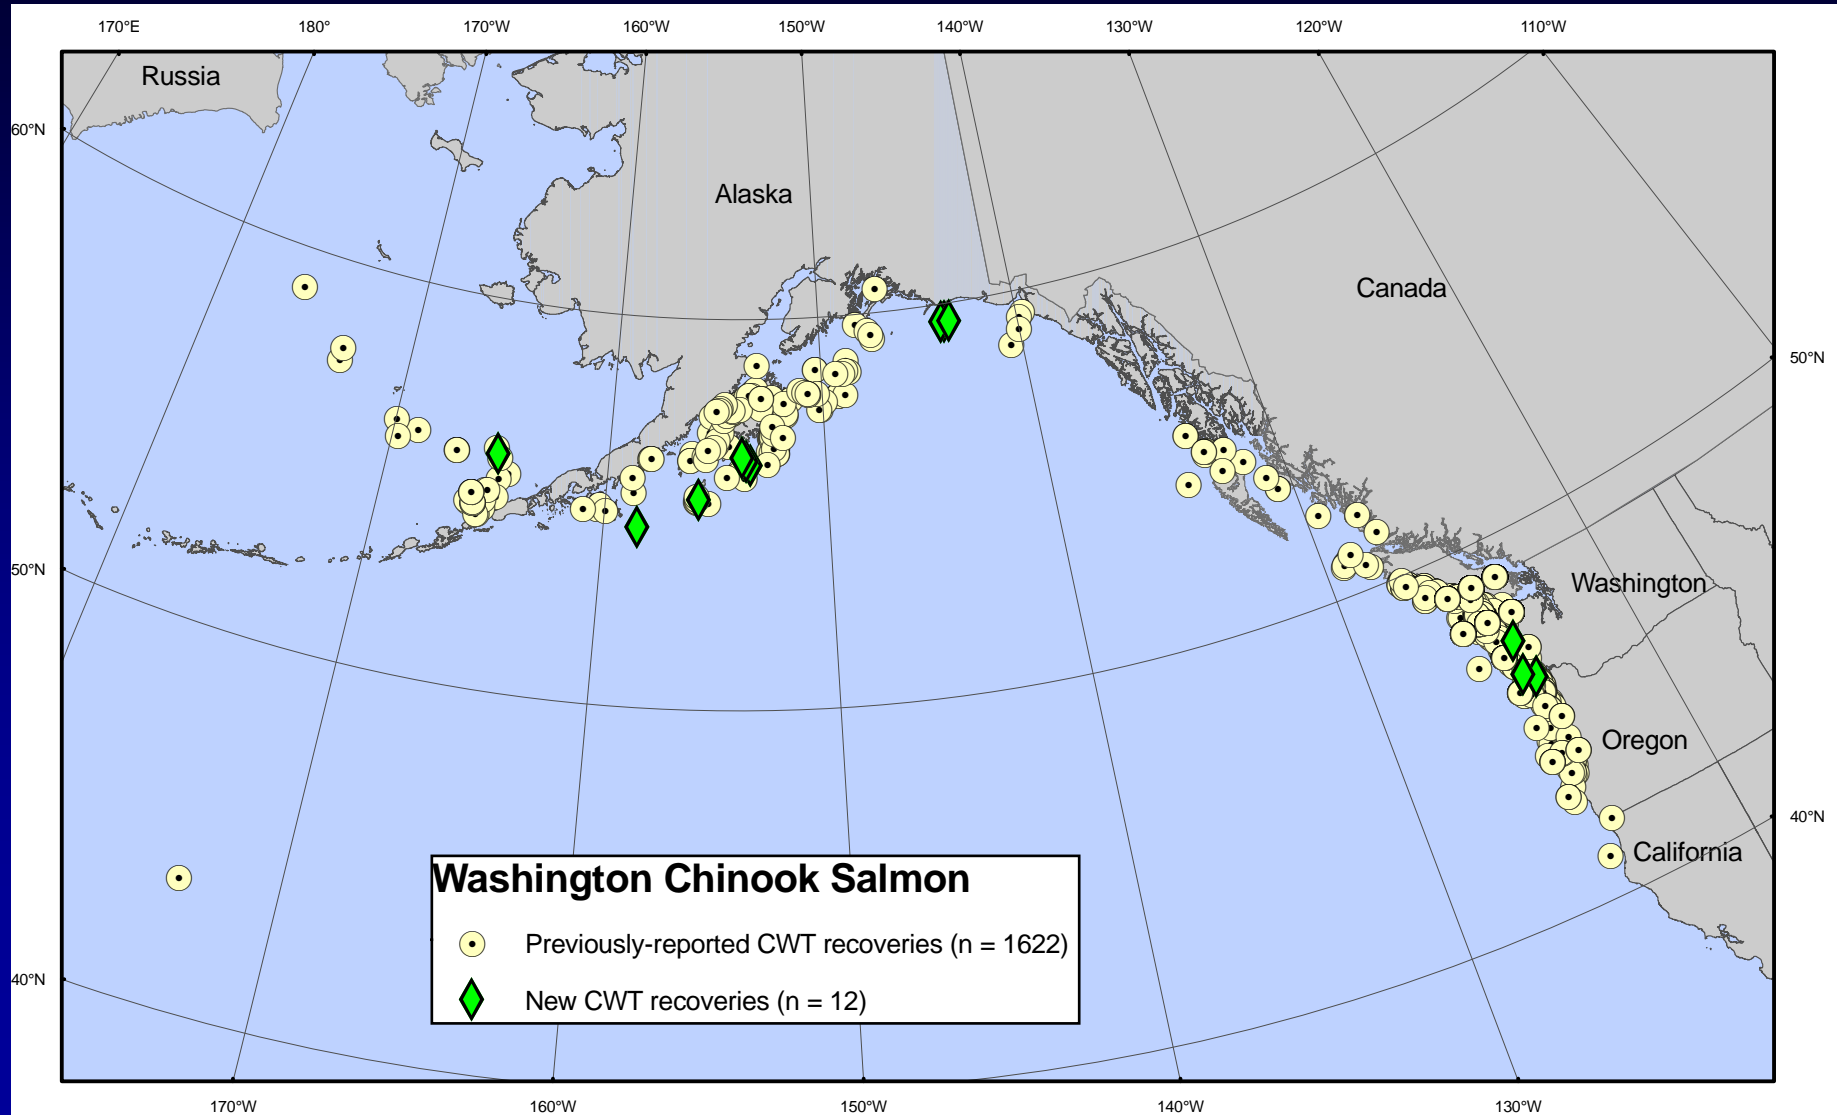 170°E 180° 170°W 160°W 150°W 140°W 130°W 120°W 110°W
Russia
60°N
Alaska
Canada
50°N
50°N
Washington
Oregon
40°N
California
Washington Chinook Salmon
Previously-reported CWT recoveries (n = 1622)
40°N
New CWT recoveries (n = 12)
170°W 160°W 150°W 140°W 130°W